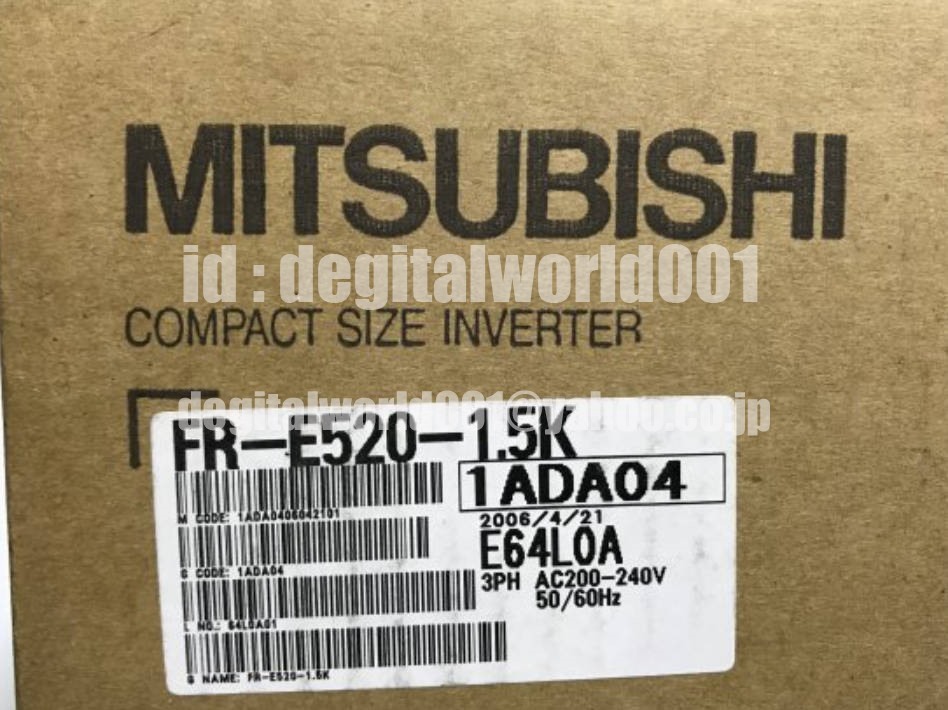 MITSUBISHI
id : degitalworld001
COMPACT SIZE INVERTER
degitalworld001@yahoo.co.jp
FR-E520-1.5K
1ADA04
M CODE: 1ADA0406042101
2006/4/21
E64L0A
G CODE: 1ADA04
3PH AC200-240V
50/60Hz
L NO.: 64L0A01
G NAME: FR-E520-1.5K